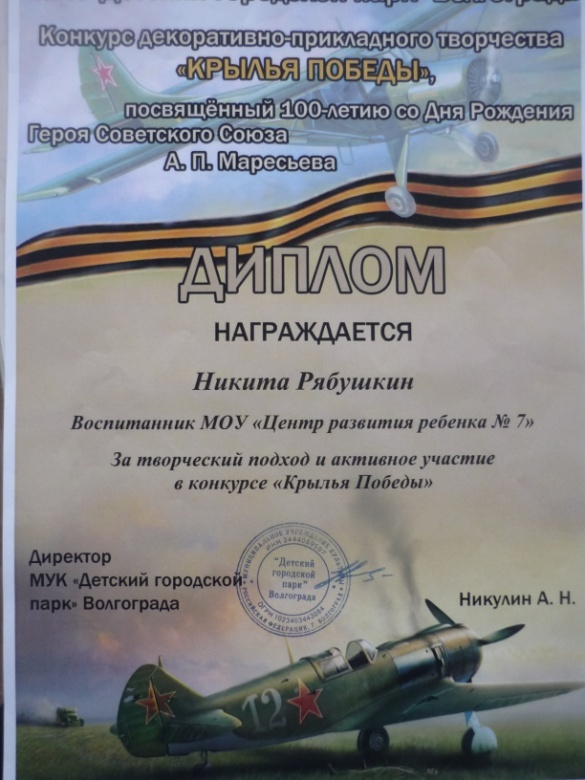 Конкурс декоративно-прикладного творчества
«КРЫЛЬЯ ПОБЕДЫ»,
посвящённый 100-летию со Дня Рождения
Героя Советского Союза
А. П. Маресьева
ДИПЛОМ
НАГРАЖДАЕТСЯ
Никита Рябушкин
Воспитанник МОУ «Центр развития ребенка № 7»
За творческий подход и активное участие
в конкурсе «Крылья Победы»
Директор
МУК «Детский городской
парк» Волгограда
"Детский
городской
парк"
Волгограда
Никулин А. Н.
12